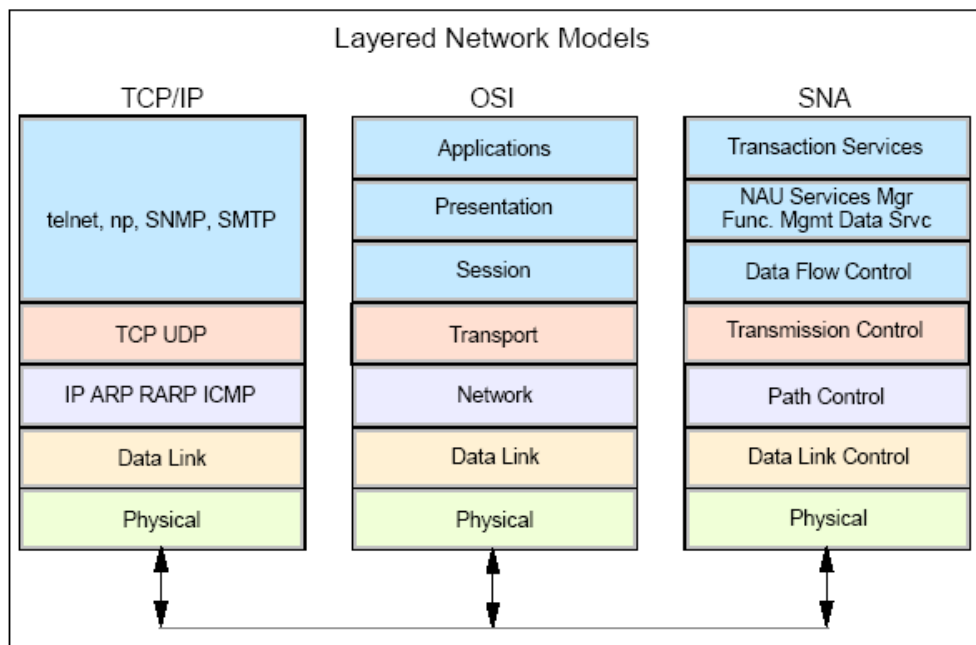 Layered Network Models
TCP/IP
OSI
SNA
telnet, np, SNMP, SMTP
TCP UDP
IP ARP RARP ICMP
Data Link
Physical
Applications
Presentation
Session
Transport
Network
Data Link
Physical
Transaction Services
NAU Services Mgr
Func. Mgmt Data Srvc
Data Flow Control
Transmission Control
Path Control
Data Link Control
Physical